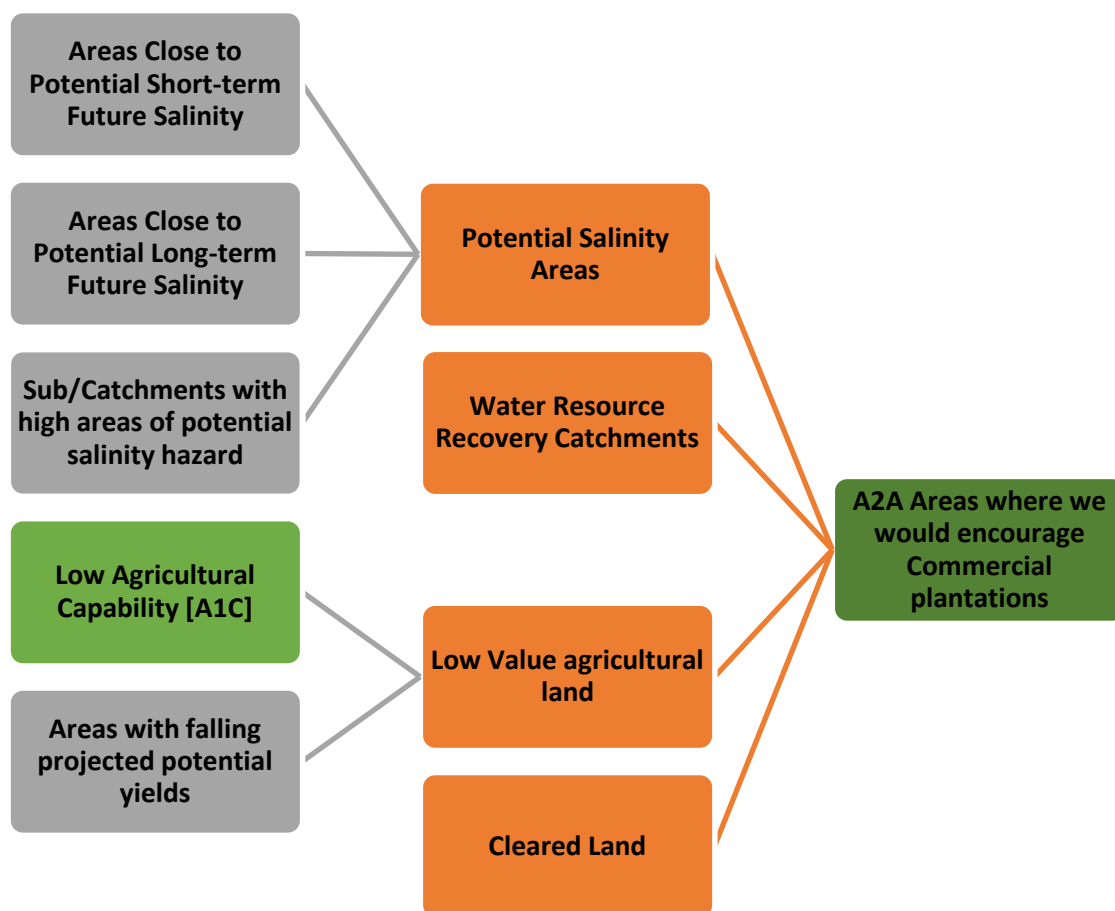 Areas Close to
Potential Short-term
Future Salinity
Areas Close to
Potential Long-term
Future Salinity
Sub/Catchments with
high areas of potential
salinity hazard
Low Agricultural
Capability [A1C]
Areas with falling
projected potential
yields
Potential Salinity
Areas
Water Resource
Recovery Catchments
Low Value agricultural
land
Cleared Land
A2A Areas where we
would encourage
Commercial
plantations